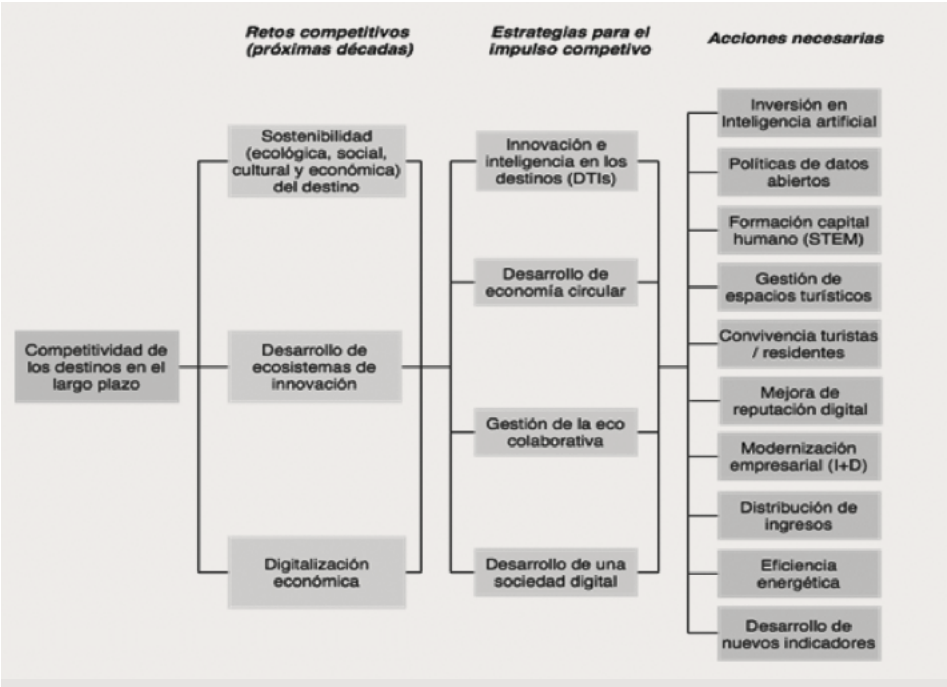 Retos competitivos
(próximas décadas)
Estrategias para el
impulso competivo
Acciones necesarias
Competitividad de
los destinos en el
largo plazo
Sostenibilidad
(ecológica, social,
cultural y económica)
del destino
Desarrollo de
ecosistemas de
innovación
Digitalización
económica
Innovación e
inteligencia en los
destinos (DTIs)
Desarrollo de
economía circular
Gestión de la eco
colaborativa
Desarrollo de una
sociedad digital
Inversión en
Inteligencia artificial
Políticas de datos
abiertos
Formación capital
humano (STEM)
Gestión de
espacios turísticos
Convivencia turistas
/ residentes
Mejora de
reputación digital
Modernización
empresarial (I+D)
Distribución de
ingresos
Eficiencia
energética
Desarrollo de
nuevos indicadores